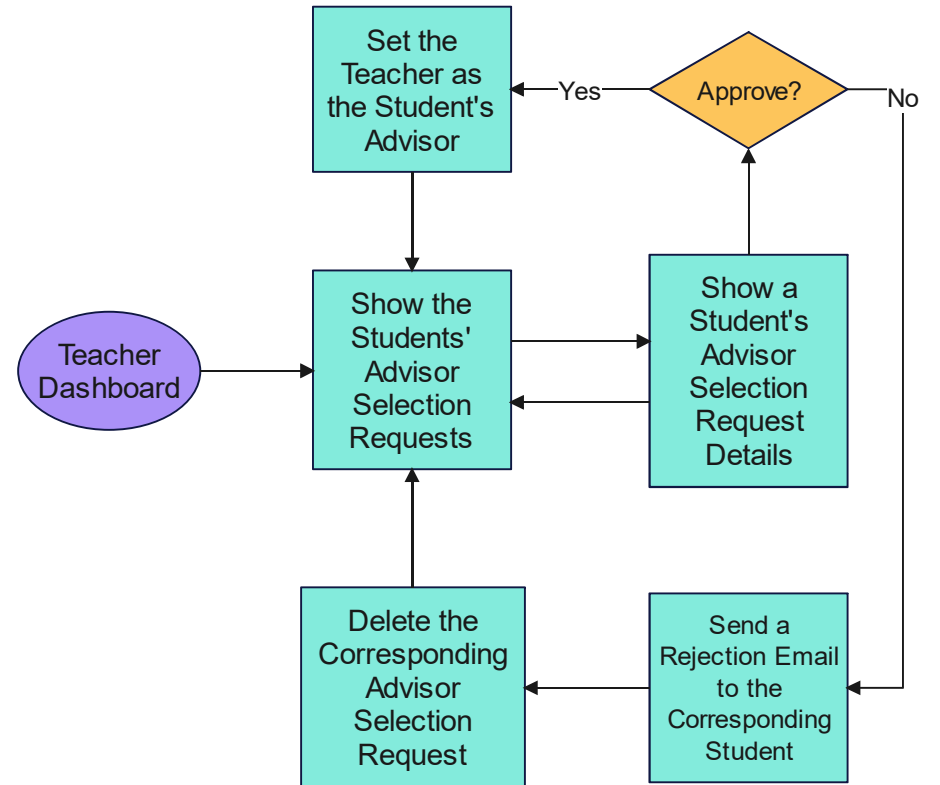 Set the
Teacher as
the Student's
Advisor
Yes
Approve?
No
Teacher
Dashboard
Show the
Students'
Advisor
Selection
Requests
Show a
Student's
Advisor
Selection
Request
Details
Delete the
Corresponding
Advisor
Selection
Request
Send a
Rejection Email
to the
Corresponding
Student